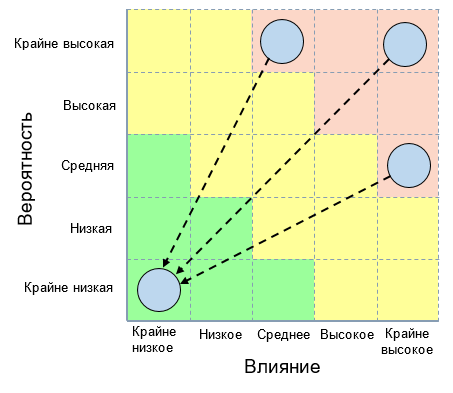 Крайне высокая
Высокая
Средняя
Низкая
Крайне низкая
Вероятность
Крайне
низкое
Низкое
Среднее
Высокое
Крайне
высокое
Влияние